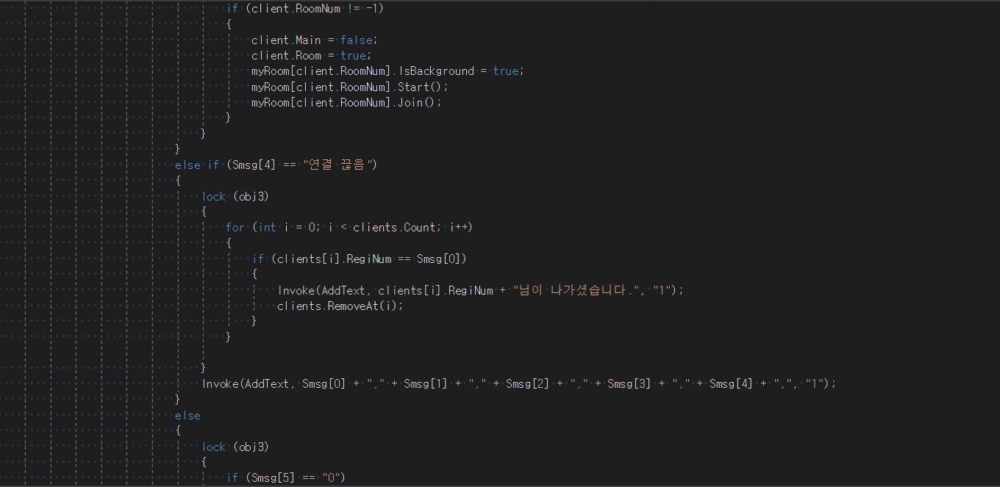 if (client.RoomNum != -1)
{
client.Main = false;
client.Room = true;
myRoom[client.RoomNum].IsBackground = true;
myRoom[client.RoomNum].Start();
myRoom[client.RoomNum].Join();
}
}
}
else if (Smsg[4] == "연결 끊음")
{
lock (obj3)
{
for (int i = 0; i < clients.Count; i++)
{
if (clients[i].RegiNum == Smsg[0])
{
Invoke(AddText, clients[i].RegiNum + "님이 나가셨습니다.", "1");
clients.RemoveAt(i);
}
}
}
Invoke(AddText, Smsg[0] + "," + Smsg[1] + "," + Smsg[2] + "," + Smsg[3] + "," + Smsg[4] + ",", "1");
}
else
{
lock (obj3)
{
if (Smsg[5] == "0")